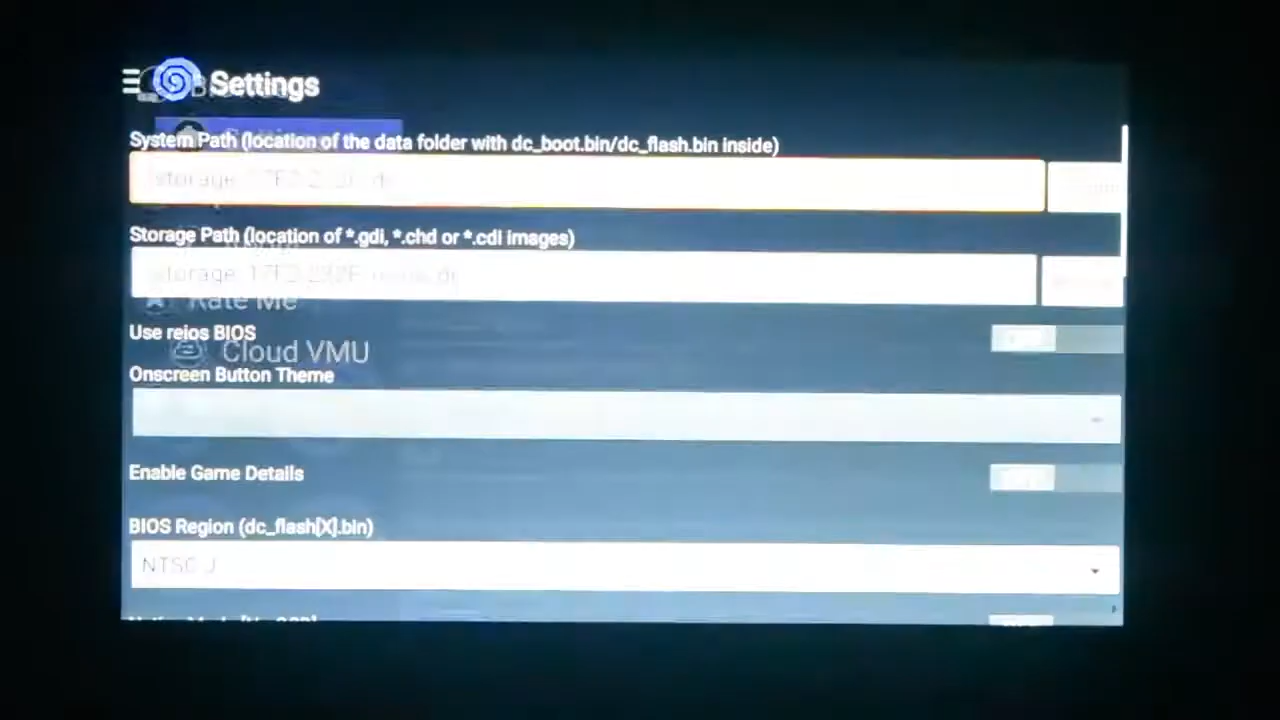 Settings
System Path (location of the data folder with dc_boot.bin/dc_flash.bin inside)
storage
Storage Path (location of *.gdi, *.chd or *.cdi images)
storage
Rate Me
Use reios BIOS
Cloud VMU
Onscreen Button Theme
Enable Game Details
BIOS Region (dc_flash[X].bin)
NTSC J